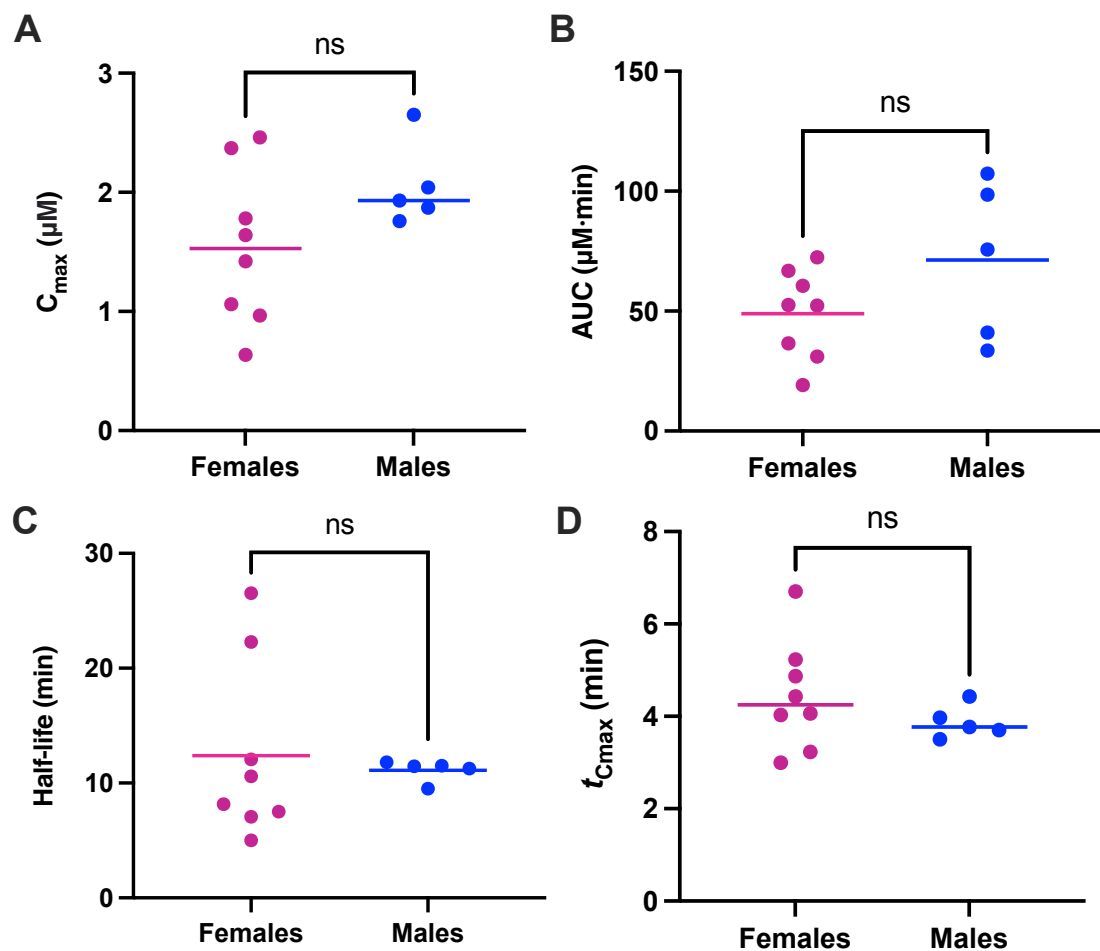 A
ns
3
2
1
0
Cmax (µM)
Females
Males
B
ns
150
100
50
0
AUC (µM·min)
Females
Males
C
ns
30
20
10
0
Half-life (min)
Females
Males
D
ns
8
6
4
2
0
tCmax (min)
Females
Males